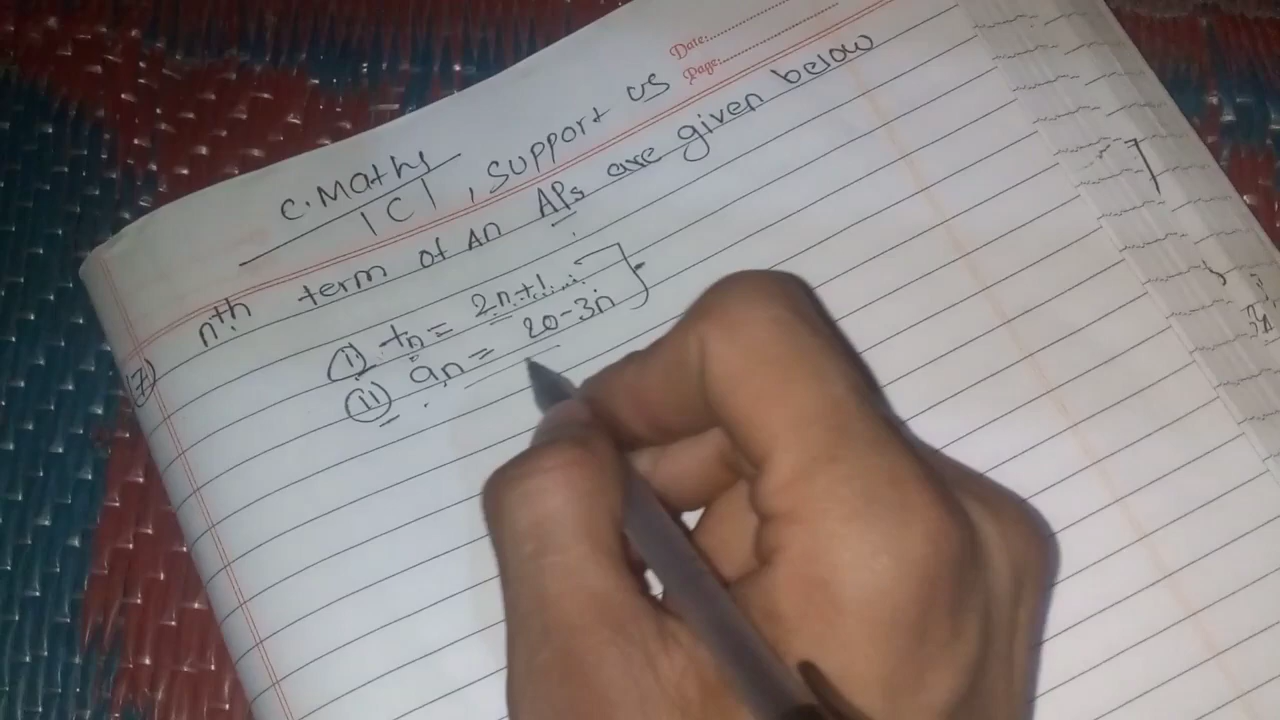 Date:
Page:
C. Maths
1C1, support us
(7) nth term of An APs are given below
(i) tn = 2n+1
(ii) an = 20-3n